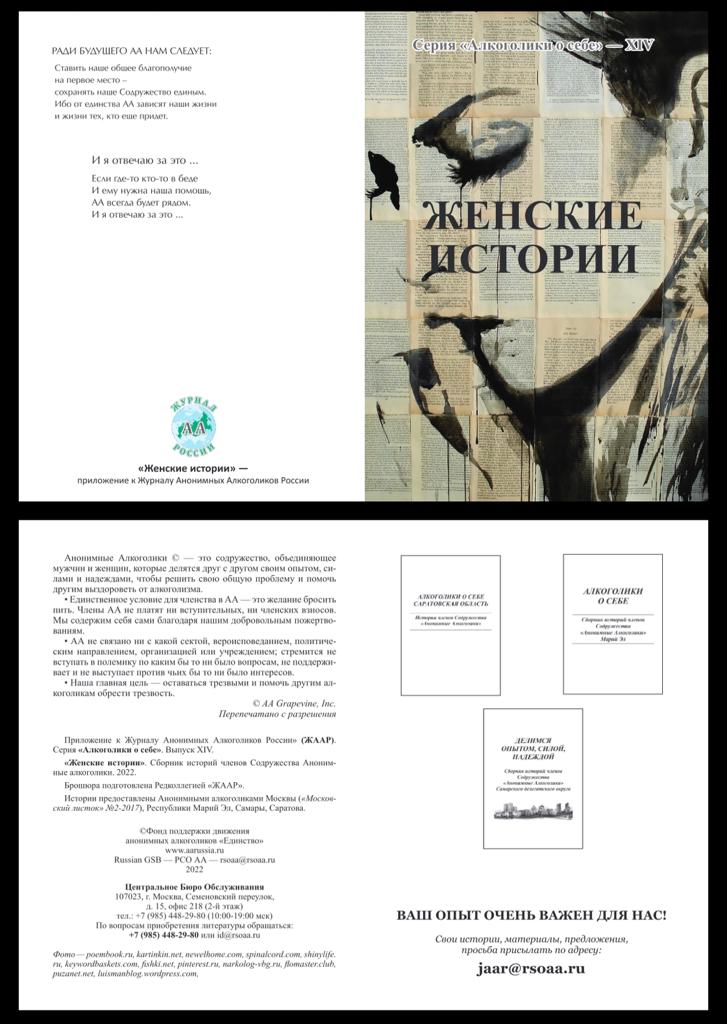 РАДИ БУДУЩЕГО АА НАМ СЛЕДУЕТ:
Ставить наше общее благополучие
на первое место –
сохранять наше Содружество единым.
Ибо от единства АА зависят наши жизни
и жизни тех, кто еще придет.
И я отвечаю за это ...
Если где-то кто-то в беде
И ему нужна наша помощь,
АА всегда будет рядом.
И я отвечаю за это ...
ЖУРНАЛ
АА
РОССИИ
«Женские истории» —
приложение к Журналу Анонимных Алкоголиков России
Серия «Алкоголики о себе» — XIV
ЖЕНСКИЕ
ИСТОРИИ
Анонимные Алкоголики © — это содружество, объединяющее
мужчин и женщин, которые делятся друг с другом своим опытом, си-
лами и надеждами, чтобы решить свою общую проблему и помочь
другим выздороветь от алкоголизма.
• Единственное условие для членства в АА — это желание бросить
пить. Члены АА не платят ни вступительных, ни членских взносов.
Мы содержим себя сами благодаря нашим добровольным пожертво-
ваниям.
• АА не связано ни с какой сектой, вероисповеданием, политиче-
ским направлением, организацией или учреждением; стремится не
вступать в полемику по каким бы то ни было вопросам, не поддержи-
вает и не выступает против чьих бы то ни было интересов.
• Наша главная цель — оставаться трезвыми и помочь другим ал-
коголикам обрести трезвость.
© AA Grapevine, Inc.
Перепечатано с разрешения
Приложение к Журналу Анонимных Алкоголиков России» (ЖААР).
Серия «Алкоголики о себе». Выпуск XIV.
«Женские истории». Сборник историй членов Содружества Аноним-
ные алкоголики. 2022.
Брошюра подготовлена Редколлегией «ЖААР».
Истории предоставлены Анонимными алкоголиками Москвы («Москов-
ский листок» №2-2017), Республики Марий Эл, Самары, Саратова.
©Фонд поддержки движения
анонимных алкоголиков «Единство»
www.aarussia.ru
Russian GSB — РСО АА — rsoaa@rsoaa.ru
2022
Центральное Бюро Обслуживания
107023, г. Москва, Семеновский переулок,
д. 15, офис 218 (2-й этаж)
тел.: +7 (985) 448-29-80 (10:00-19:00 мск)
По вопросам приобретения литературы обращаться:
+7 (985) 448-29-80 или id@rsoaa.ru
Фото — poembook.ru, kartinkin.net, newelhome.com, spinalcord.com, shinylife.
ru, keywordbaskets.com, fishki.net, pinterest.ru, narkolog-vbg.ru, flomaster.club,
puzanet.net, luismanblog.wordpress.com,
АЛКОГОЛИКИ О СЕБЕ
САРАТОВСКАЯ ОБЛАСТЬ
Истории членов Содружества
«Анонимные Алкоголики»
АЛКОГОЛИКИ
О СЕБЕ
Сборник историй членов
Содружества
«Анонимные Алкоголики»
Марий Эл
ДЕЛИМСЯ
ОПЫТОМ, СИЛОЙ,
НАДЕЖДОЙ
Сборник историй членов
Содружества
«Анонимные Алкоголики»
Самарского делегатского округа
ВАШ ОПЫТ ОЧЕНЬ ВАЖЕН ДЛЯ НАС!
Свои истории, материалы, предложения,
просьба присылать по адресу:
jaar@rsoaa.ru